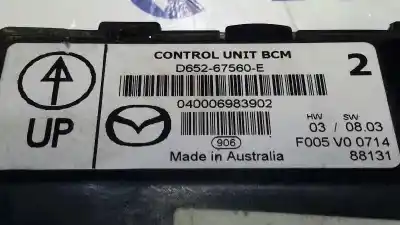 CONTROL UNIT BCM
D652-67560-E
2
040006983902
UP
HW SW
03 / 08.03
906
F005 V0 0714
Made in Australia
88131